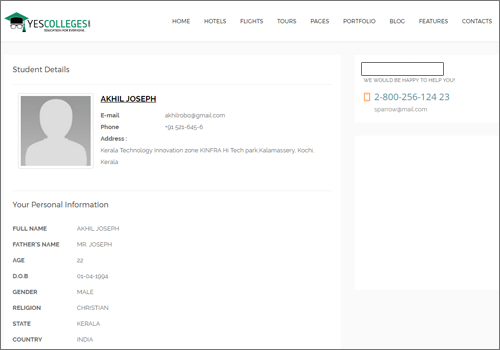 YESCOLLEGES.COM
EDUCATION FOR EVERYONE
HOME HOTELS FLIGHTS TOURS PAGES PORTFOLIO BLOG FEATURES CONTACTS
Student Details
AKHIL JOSEPH
E-mail akhilrobo@gmail.com
Phone +91 521-645-6
Address :
Kerala Technology Innovation zone KINFRA Hi Tech park,Kalamassery, Kochi,
Kerala
WE WOULD BE HAPPY TO HELP YOU!
2-800-256-124 23
sparrow@mail.com
Your Personal Information
FULL NAME AKHIL JOSEPH
FATHER'S NAME MR. JOSEPH
AGE 22
D.O.B 01-04-1994
GENDER MALE
RELIGION CHRISTIAN
STATE KERALA
COUNTRY INDIA